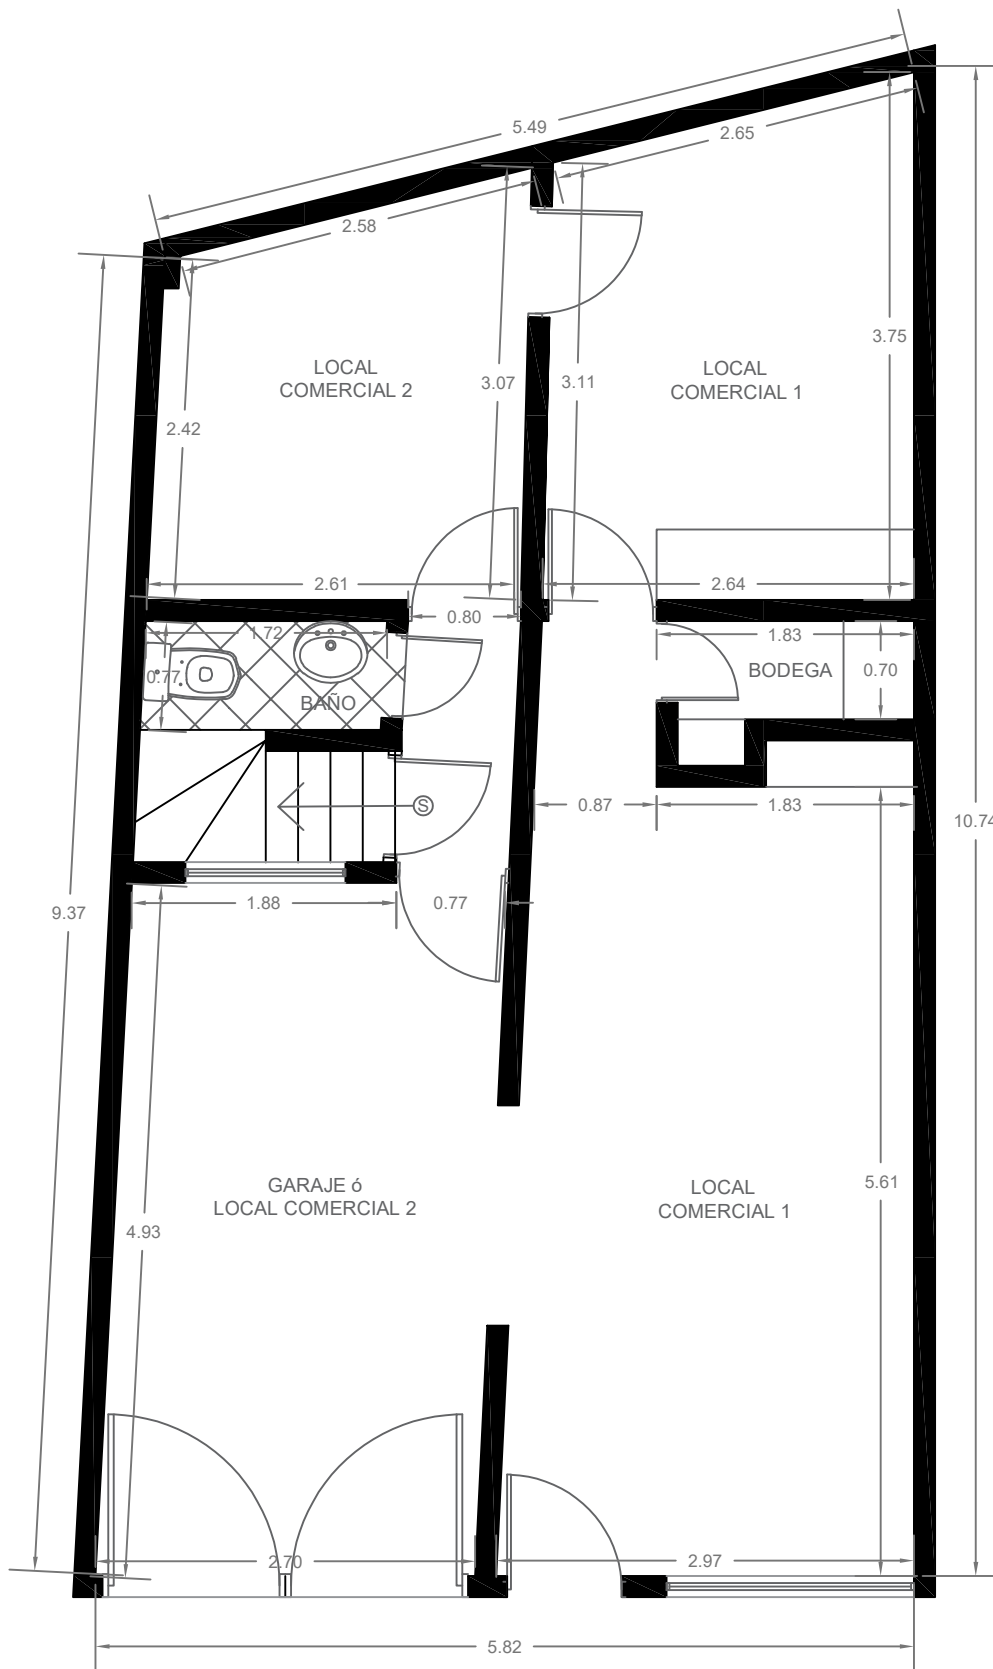 5.49
2.65
2.58
3.75
LOCAL
COMERCIAL 2
3.07
3.11
LOCAL
COMERCIAL 1
2.42
2.61
2.64
0.80
1.72
1.83
0.77
BAÑO
BODEGA
0.70
S
0.87
1.83
10.74
1.88
0.77
9.37
GARAJE ó
LOCAL COMERCIAL 2
5.61
LOCAL
COMERCIAL 1
4.93
2.70
2.97
5.82